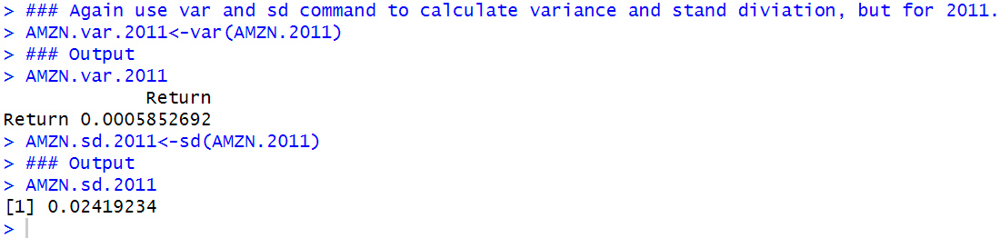 > ### Again use var and sd command to calculate variance and stand diviation, but for 2011.
> AMZN.var.2011<-var(AMZN.2011)
> ### Output
> AMZN.var.2011
Return
Return 0.0005852692
> AMZN.sd.2011<-sd(AMZN.2011)
> ### Output
> AMZN.sd.2011
[1] 0.02419234
>